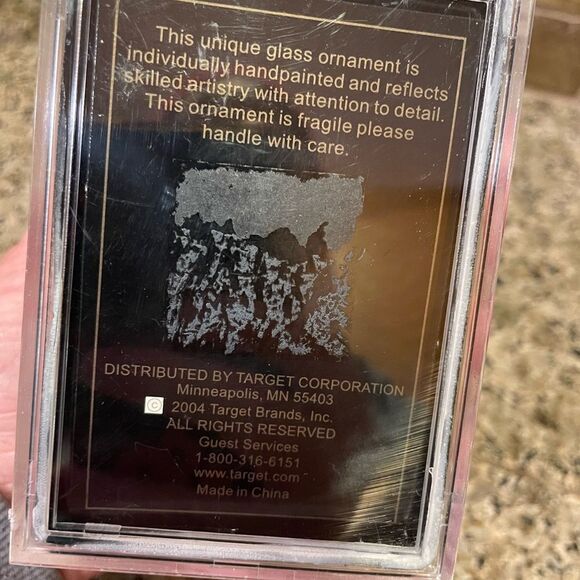 This unique glass ornament is
individually handpainted and reflects
skilled artistry with attention to detail.
This ornament is fragile please
handle with care.
DISTRIBUTED BY TARGET CORPORATION
Minneapolis, MN 55403
© 2004 Target Brands, Inc.
ALL RIGHTS RESERVED
Guest Services
1-800-316-6151
www.target.com
Made in China